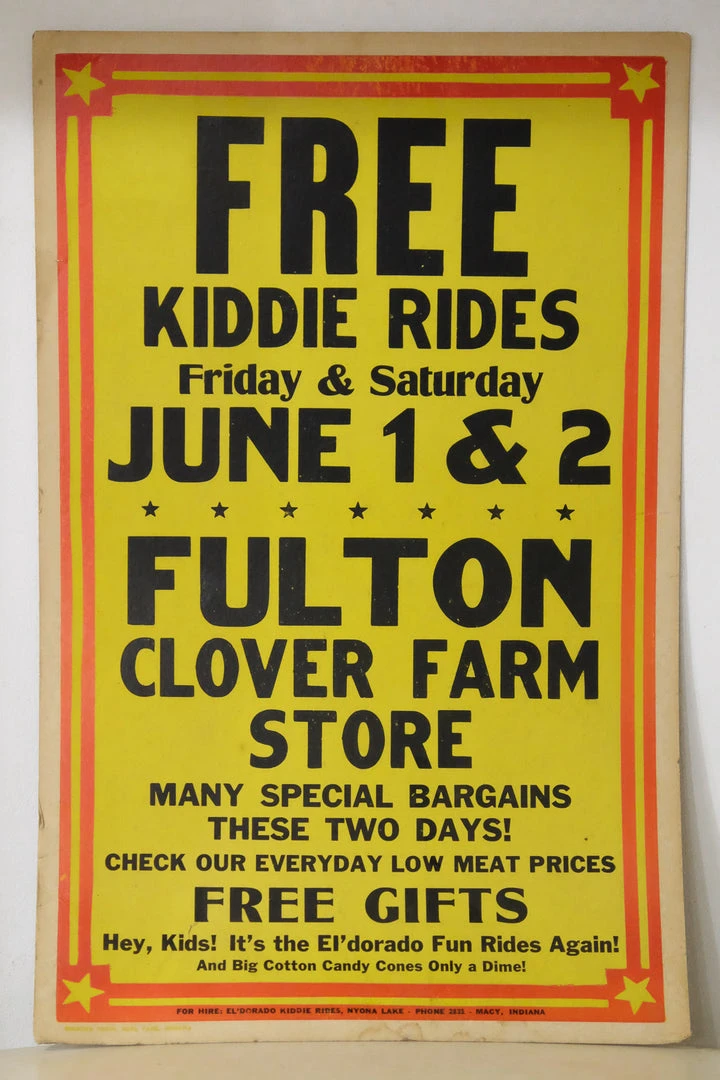 FREE
KIDDIE RIDES
Friday & Saturday
JUNE 1 & 2
FULTON
CLOVER FARM
STORE
MANY SPECIAL BARGAINS
THESE TWO DAYS!
CHECK OUR EVERYDAY LOW MEAT PRICES
FREE GIFTS
Hey, Kids! It's the El'dorado Fun Rides Again!
And Big Cotton Candy Cones Only a Dime!
FOR HIRE: EL'DORADO KIDDIE RIDES, NYONA LAKE - PHONE 2831 - MACY, INDIANA